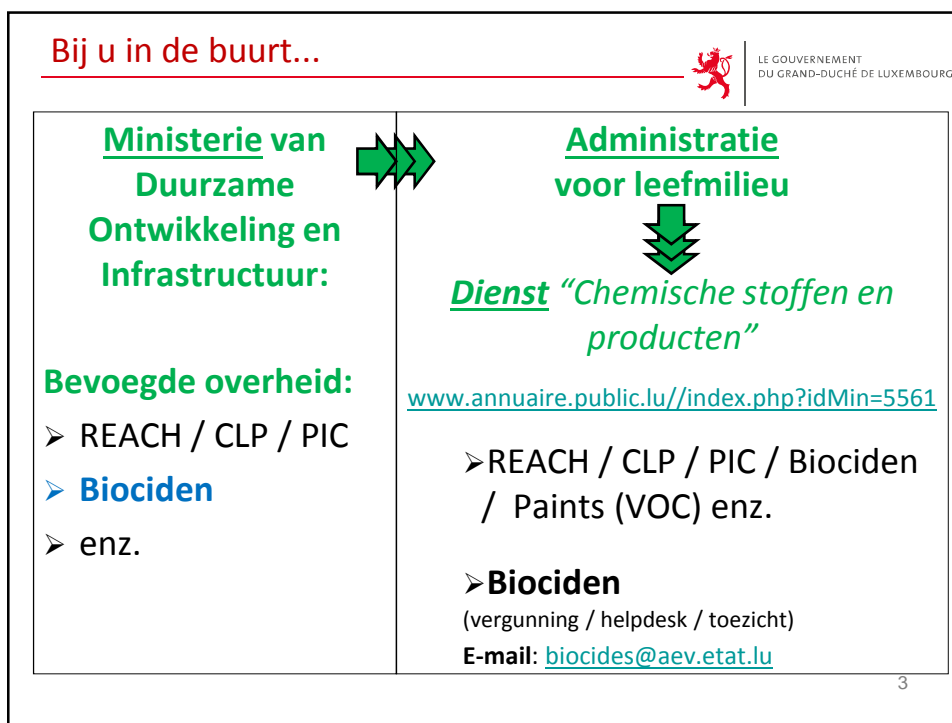 Bij u in de buurt...
LE GOUVERNEMENT
DU GRAND-DUCHÉ DE LUXEMBOURG
Ministerie van
Duurzame
Ontwikkeling en
Infrastructuur:
Bevoegde overheid:
➢ REACH / CLP / PIC
➢ Biociden
➢ enz.
Administratie
voor leefmilieu
Dienst “Chemische stoffen en
producten”
www.annuaire.public.lu//index.php?idMin=5561
➢REACH / CLP / PIC / Biociden
/ Paints (VOC) enz.
➢Biociden
(vergunning / helpdesk / toezicht)
E-mail: biocides@aev.etat.lu
3